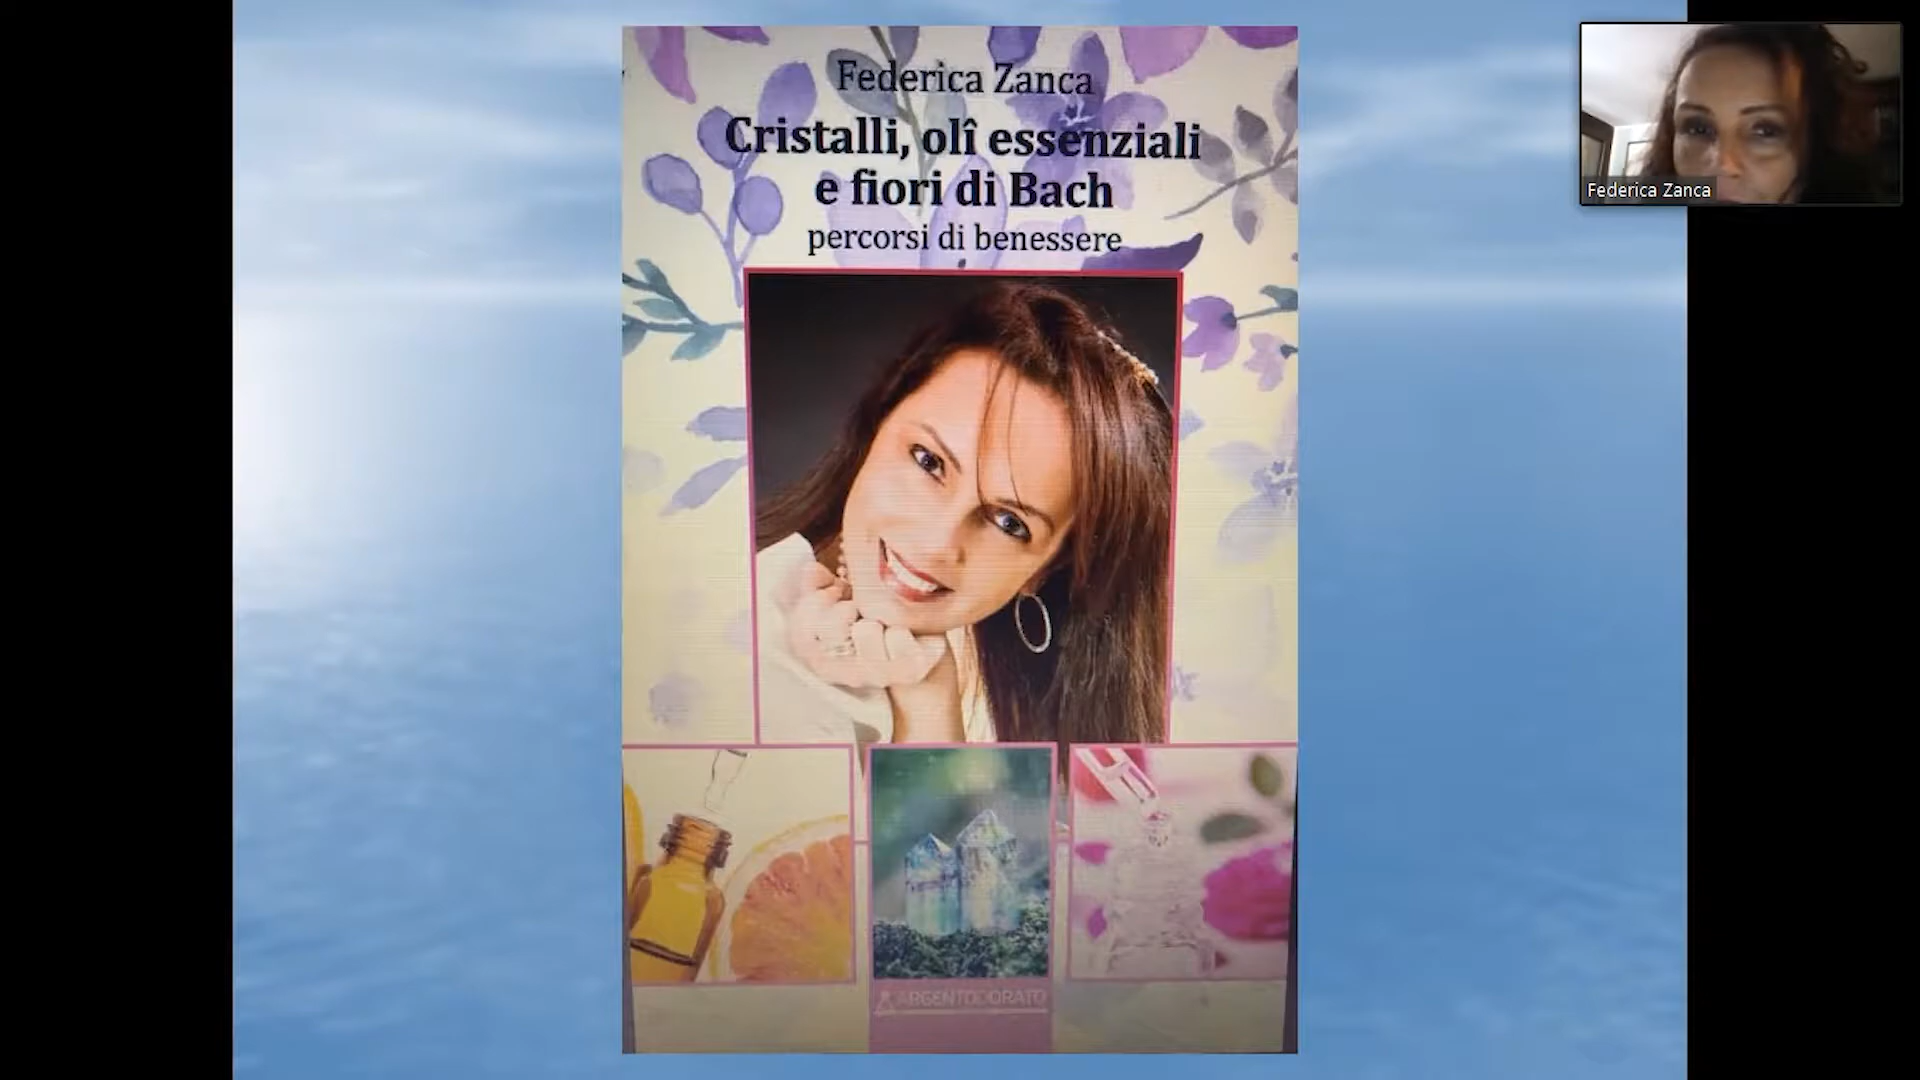 Federica Zanca
Cristalli, olî essenziali
e fiori di Bach
percorsi di benessere
ARGENTODORATO
Federica Zanca